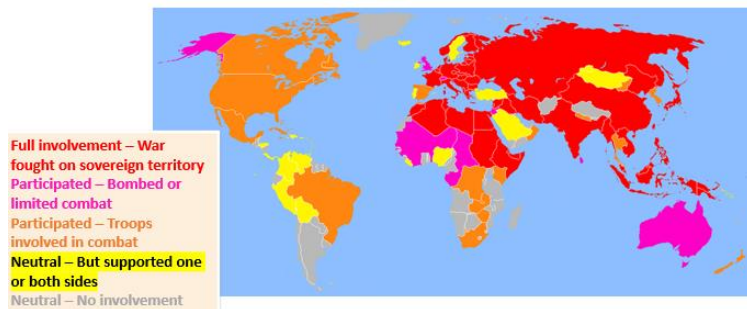 Full involvement – War
fought on sovereign territory
Participated – Bombed or
limited combat
Participated – Troops
involved in combat
Neutral – But supported one
or both sides
Neutral – No involvement